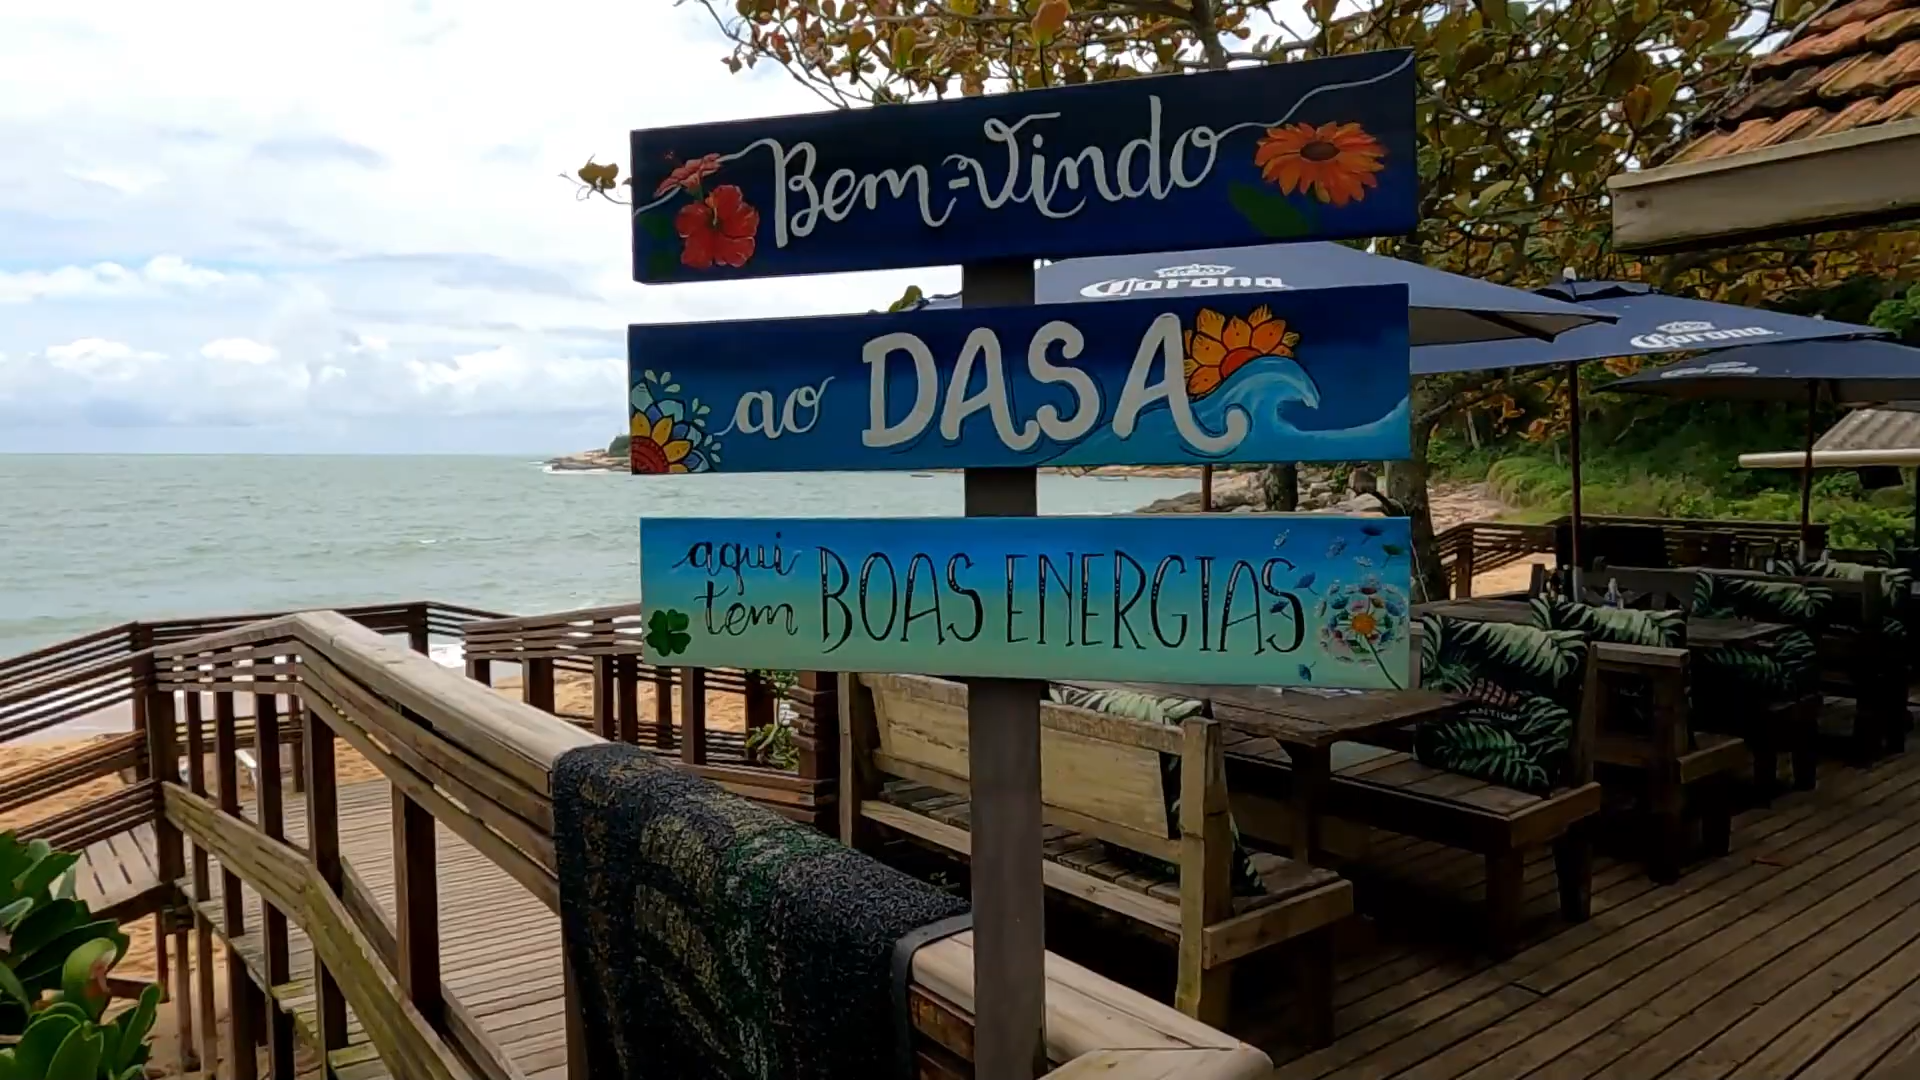 Bem-Vindo
ao DASA
aqui tem BOAS ENERGIAS
Corona
Corona